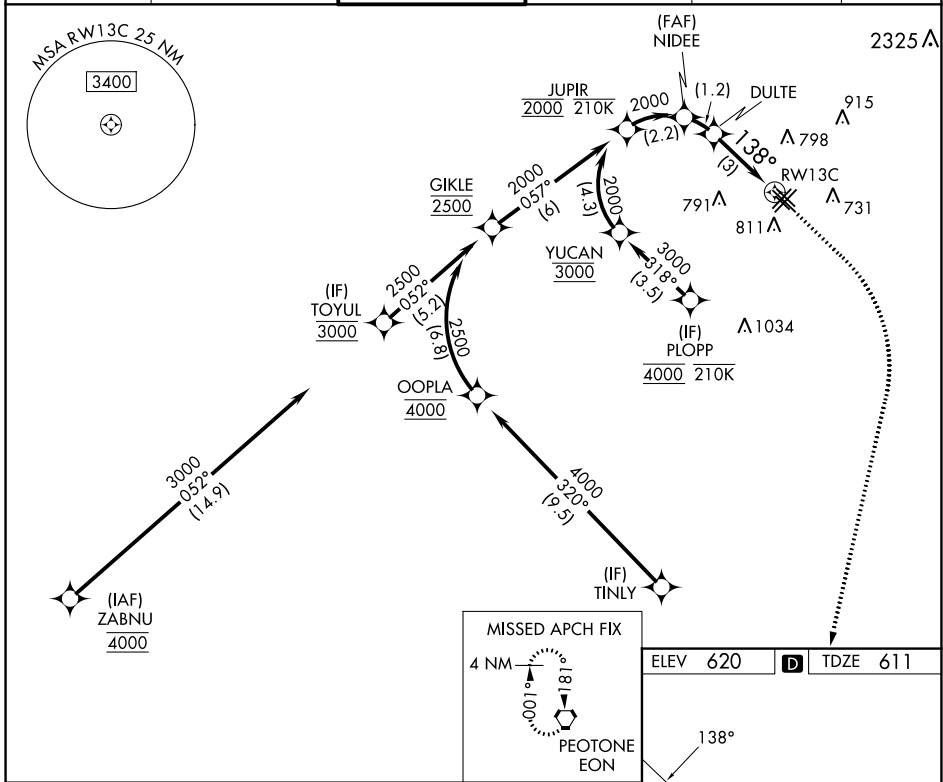 MSA RW13C 25 NM
3400
(FAF)
NIDEE
2325
JUPIR
2000 210K
2000
(2.2)
(1.2)
DULTE
915
798
138°
(3)
RW13C
791
731
811
GIKLE
2500
2000
057°
(6)
2000
(4.3)
YUCAN
3000
3000
318°
(3.5)
(IF)
PLOPP
4000 210K
1034
(IF)
TOYUL
3000
2500
052°
(5.2)
2500
(6.8)
OOPLA
4000
3000
052°
(14.9)
4000
320°
(9.5)
(IF)
TINLY
(IAF)
ZABNU
4000
MISSED APCH FIX
4 NM
001°
181°
PEOTONE
EON
ELEV 620 D TDZE 611
138°